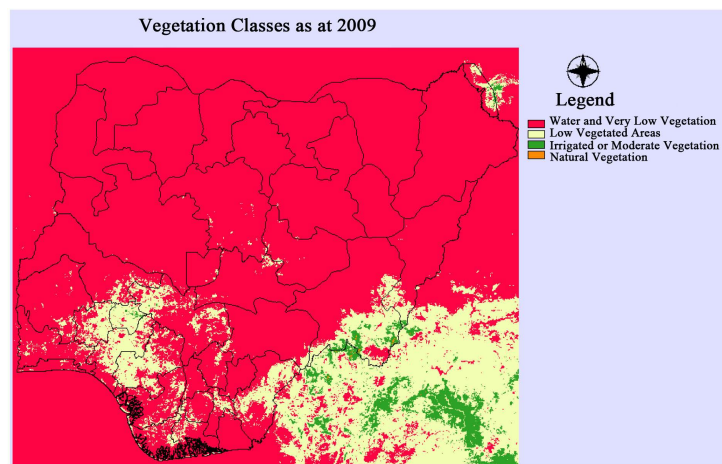 Vegetation Classes as at 2009
Legend
Water and Very Low Vegetation
Low Vegetated Areas
Irrigated or Moderate Vegetation
Natural Vegetation